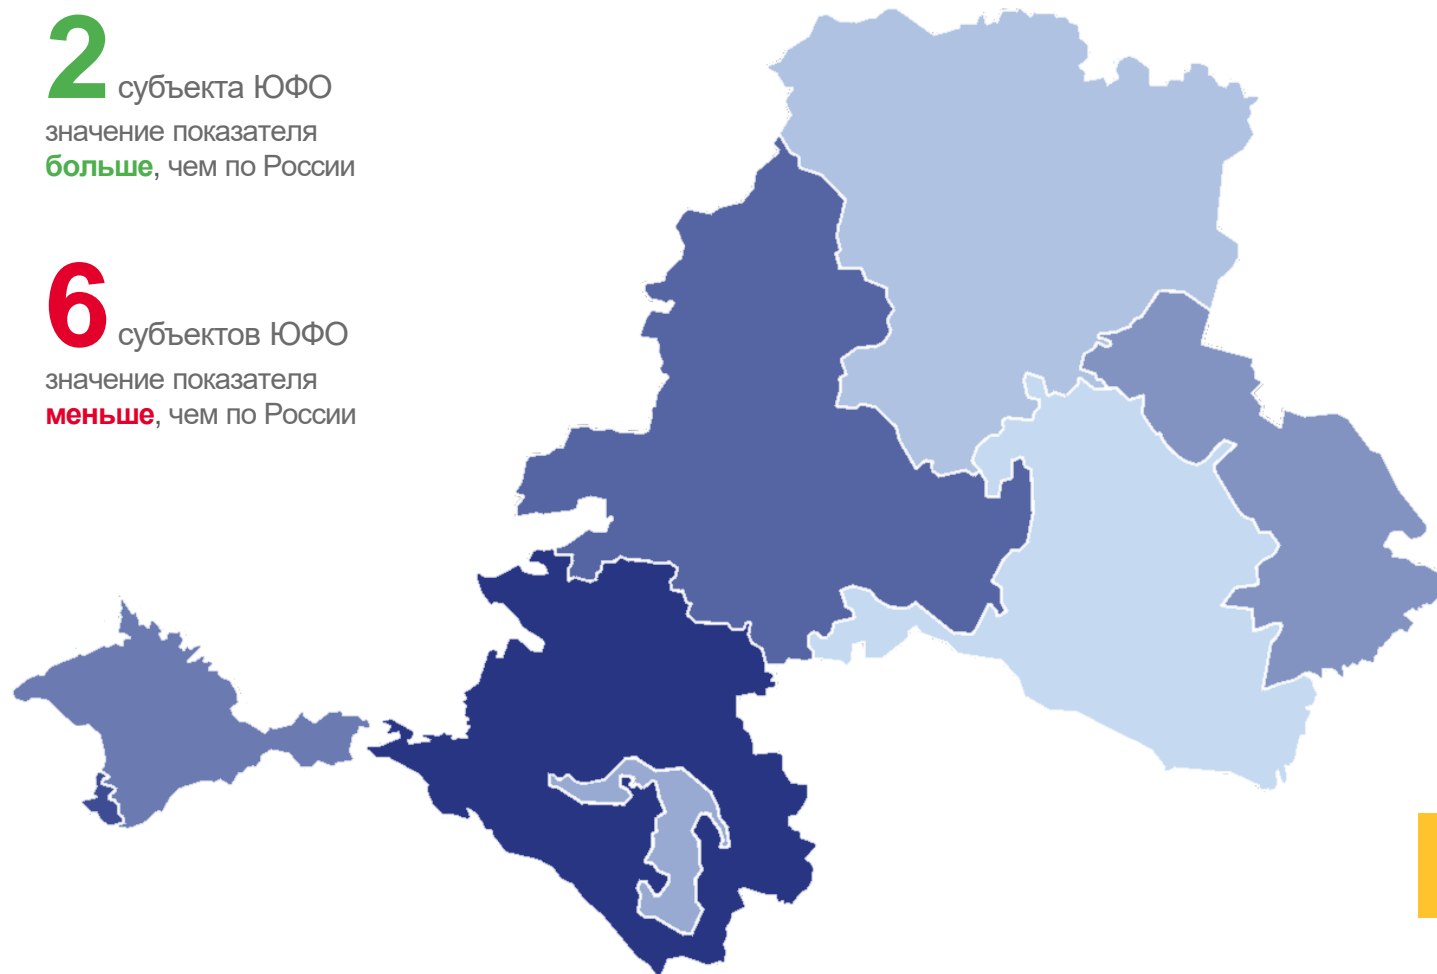 2 субъекта ЮФО
значение показателя
больше, чем по России
6 субъектов ЮФО
значение показателя
меньше, чем по России